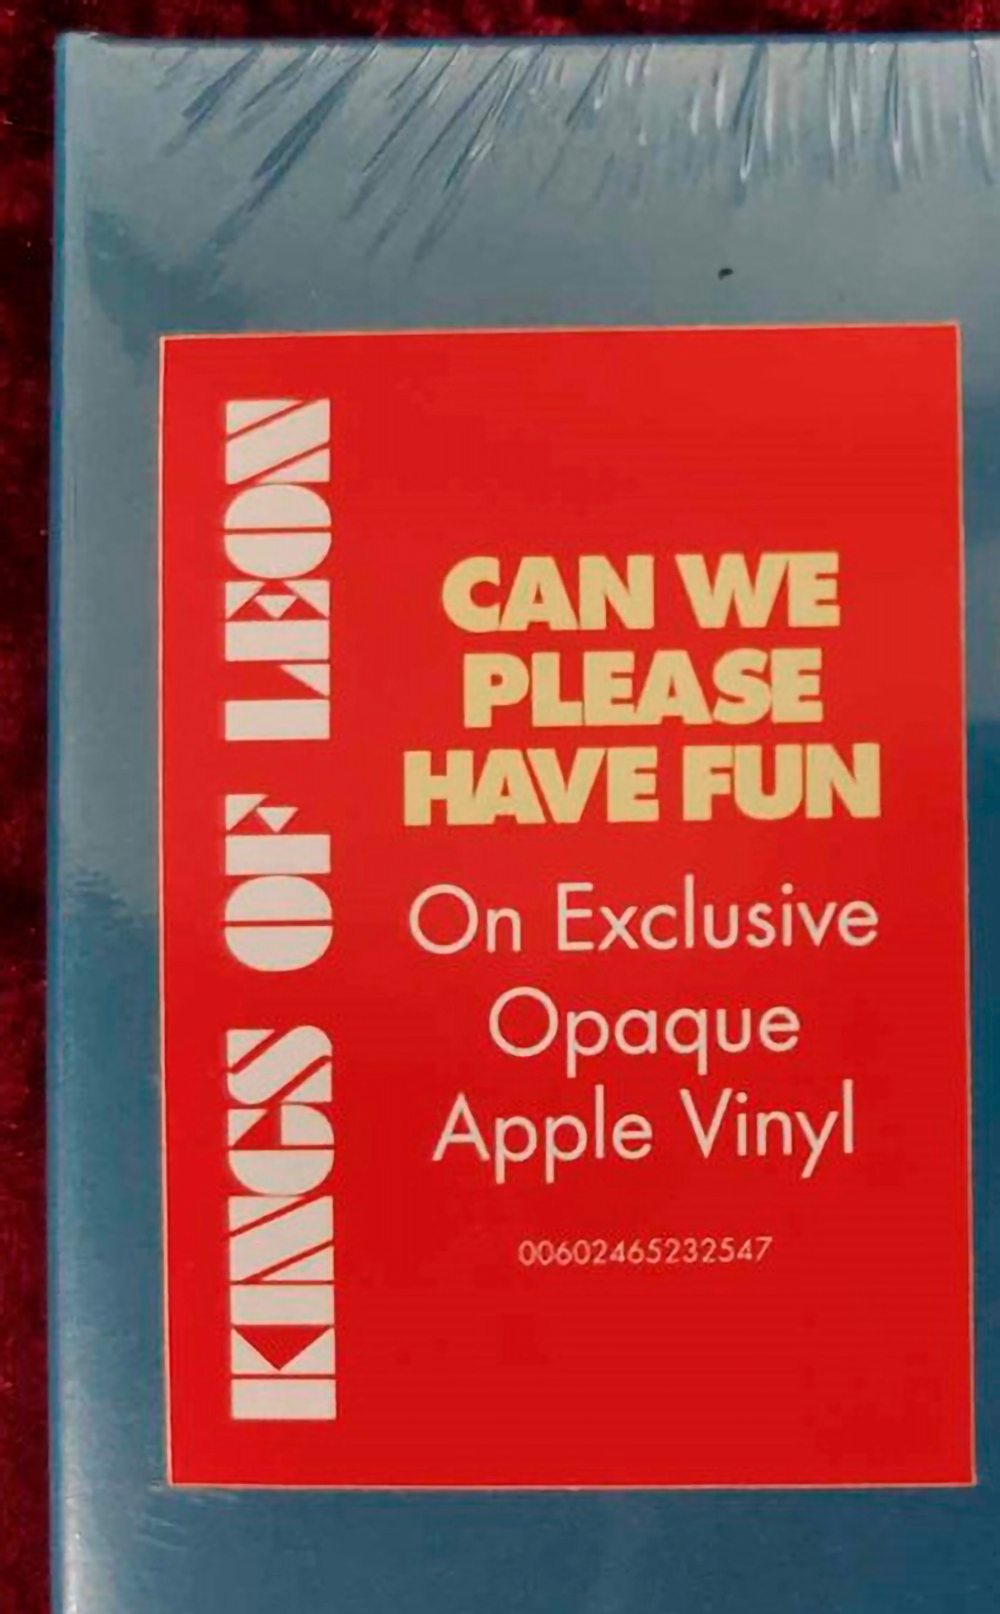 KINGS OF LEON
CAN WE
PLEASE
HAVE FUN
On Exclusive
Opaque
Apple Vinyl
00602465232547